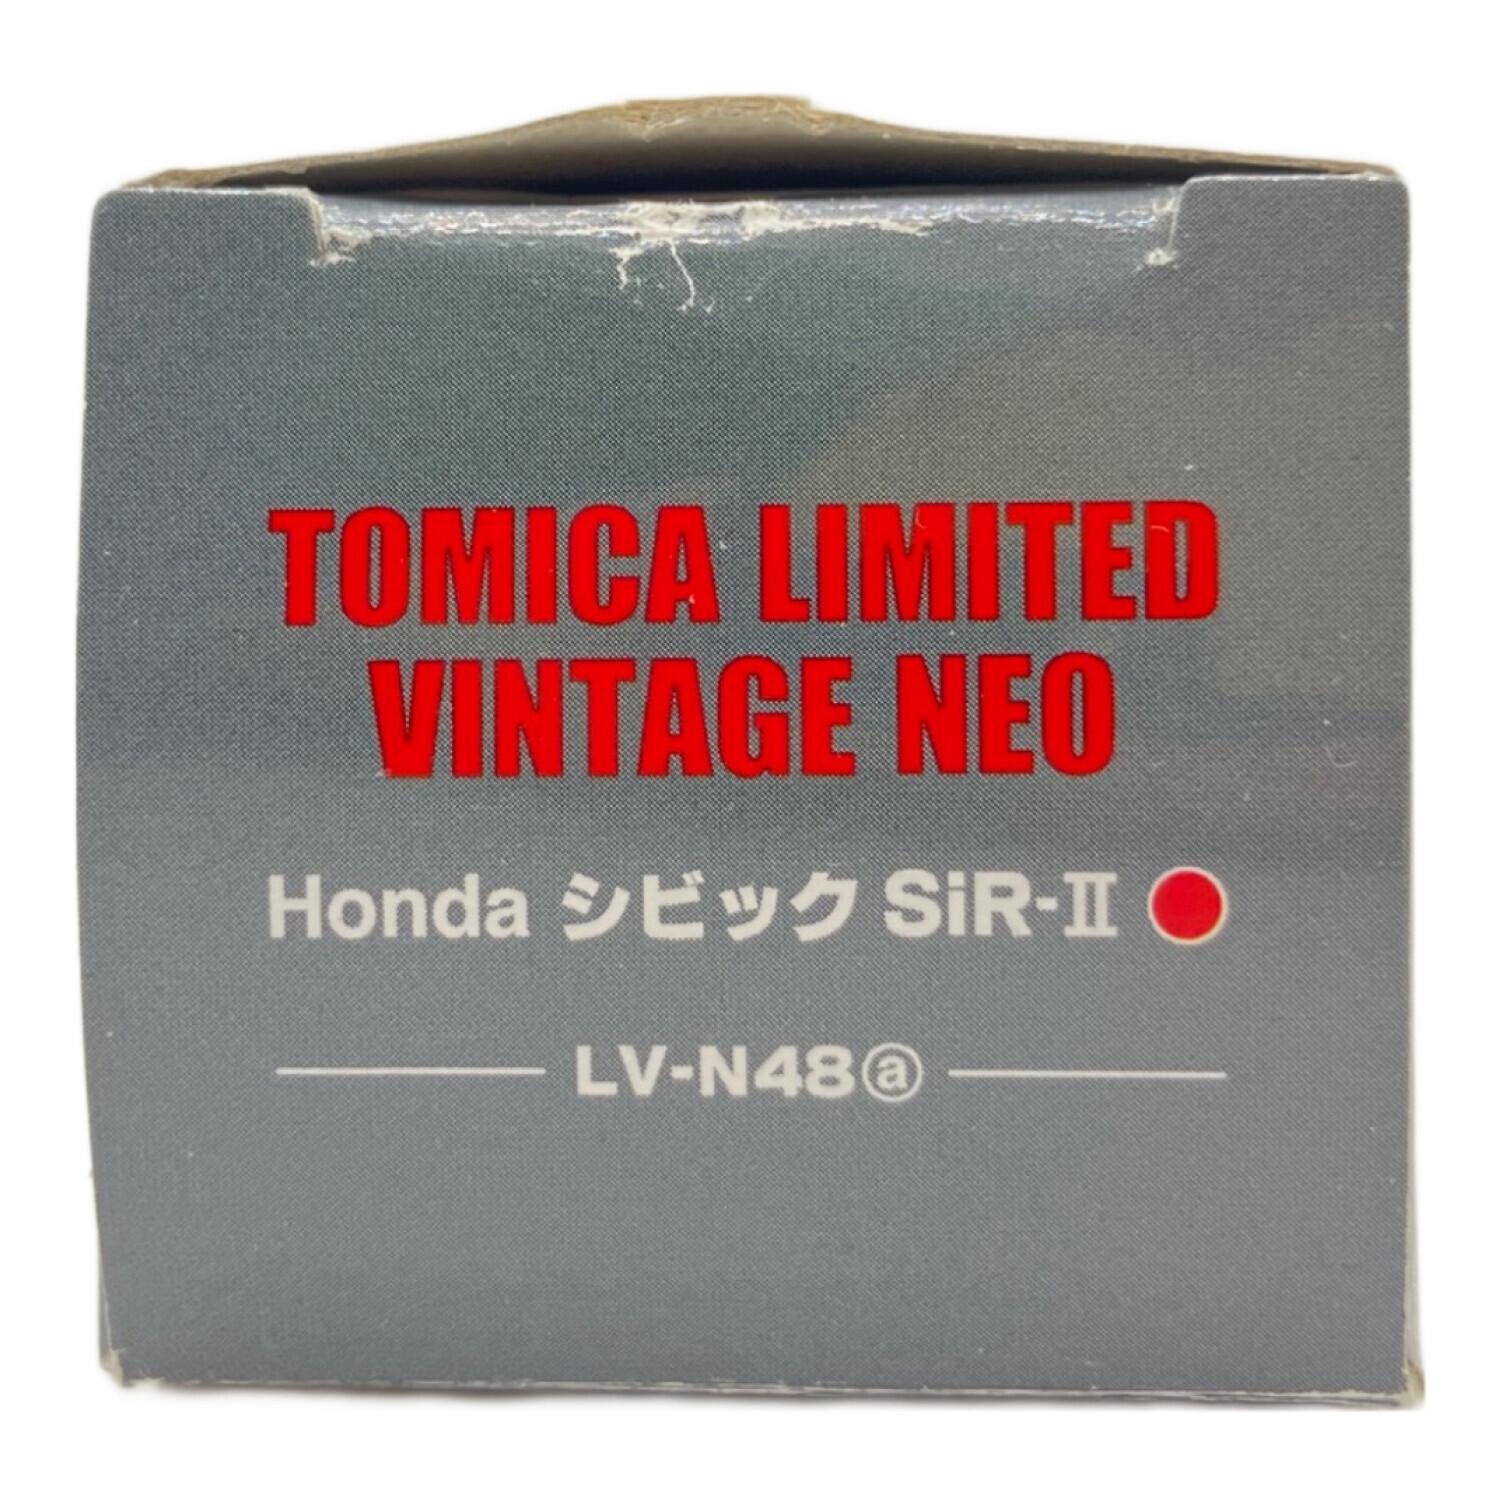 TOMICA LIMITED
VINTAGE NEO
Honda シビック SiR-Ⅱ
LV-N48ⓐ